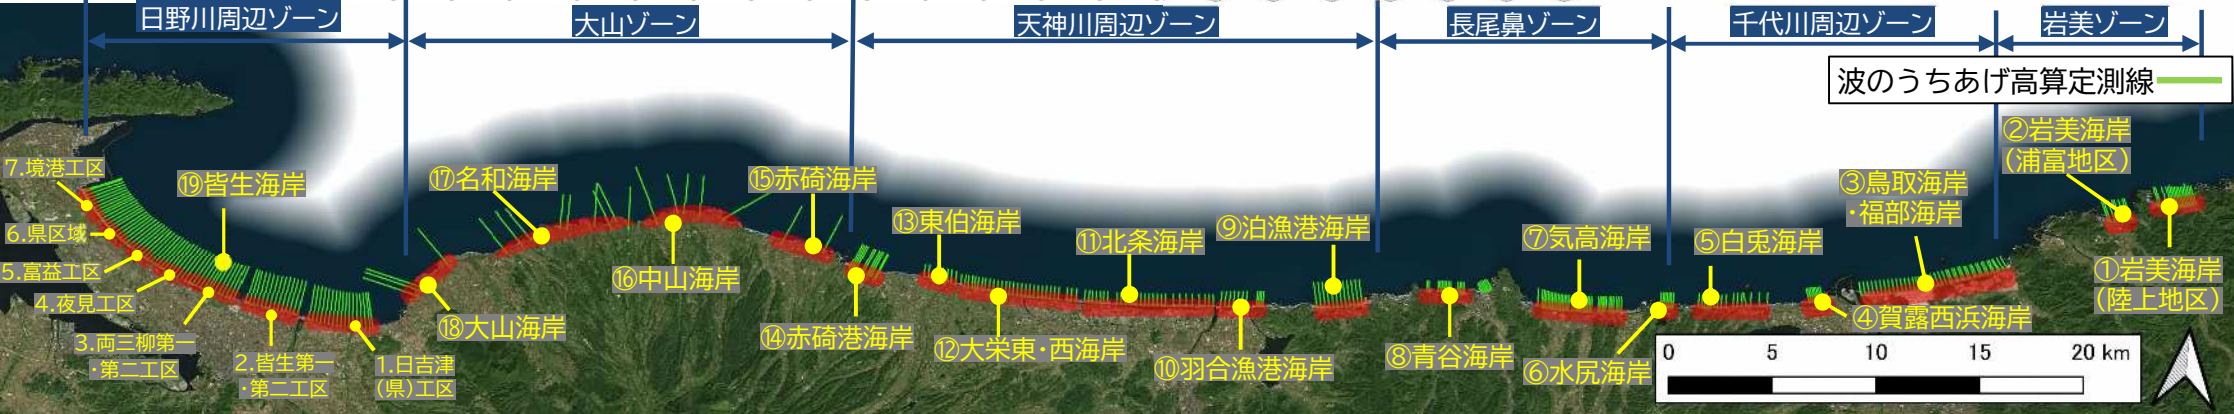 日野川周辺ゾーン
大山ゾーン
天神川周辺ゾーン
長尾鼻ゾーン
千代川周辺ゾーン
岩美ゾーン
波のうちあげ高算定測線
7.境港工区
6.県区域
5.富益工区
4.夜見工区
3.両三柳第一
・第二工区
2.皆生第一
・第二工区
1.日吉津
(県)工区
⑲皆生海岸
⑱大山海岸
⑰名和海岸
⑯中山海岸
⑮赤碕海岸
⑭赤碕港海岸
⑬東伯海岸
⑫大栄東・西海岸
⑪北条海岸
⑩羽合漁港海岸
⑨泊漁港海岸
⑧青谷海岸
⑦気高海岸
⑥水尻海岸
⑤白兎海岸
④賀露西浜海岸
③鳥取海岸
・福部海岸
②岩美海岸
(浦富地区)
①岩美海岸
(陸上地区)
0 5 10 15 20 km